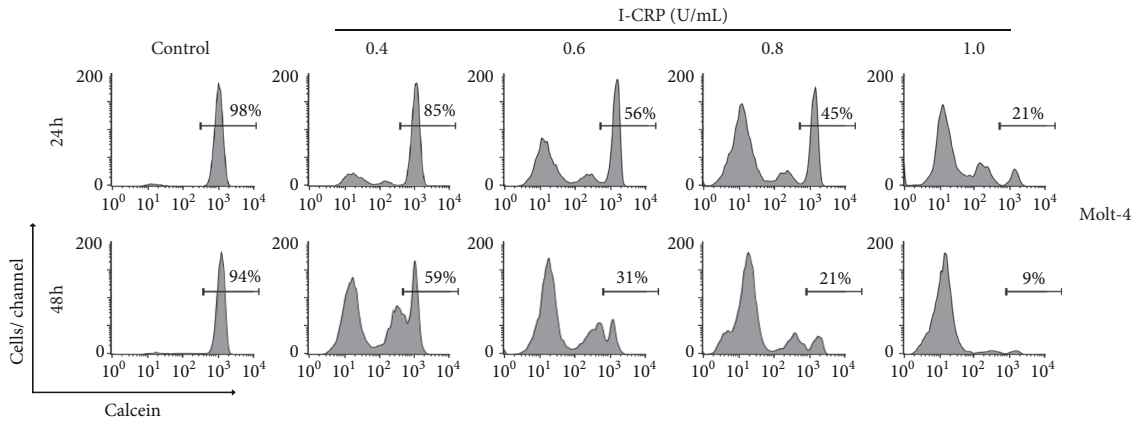 I-CRP (U/mL)
Control 0.4 0.6 0.8 1.0
24 h
200 200 200 200 200
98% 85% 56% 45% 21%
0 0 0 0 0
10⁰ 10¹ 10² 10³ 10⁴ 10⁰ 10¹ 10² 10³ 10⁴ 10⁰ 10¹ 10² 10³ 10⁴ 10⁰ 10¹ 10² 10³ 10⁴ 10⁰ 10¹ 10² 10³ 10⁴
Molt-4
48 h
200 200 200 200 200
94% 59% 31% 21% 9%
0 0 0 0 0
10⁰ 10¹ 10² 10³ 10⁴ 10⁰ 10¹ 10² 10³ 10⁴ 10⁰ 10¹ 10² 10³ 10⁴ 10⁰ 10¹ 10² 10³ 10⁴ 10⁰ 10¹ 10² 10³ 10⁴
Cells/ channel
Calcein